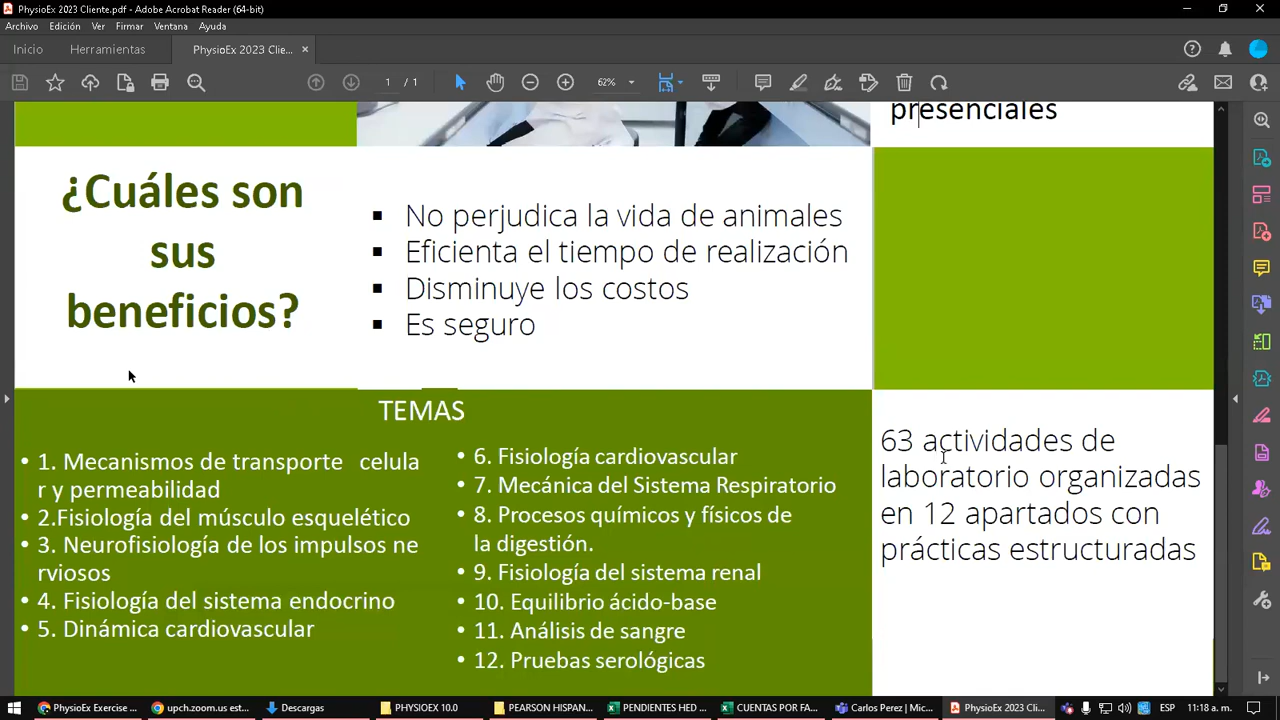 PhysioEx 2023 Cliente.pdf - Adobe Acrobat Reader (64-bit)
Archivo Edición Ver Firmar Ventana Ayuda
Inicio Herramientas PhysioEx 2023 Clie... ×
1 / 1 62%
presenciales
¿Cuáles son
sus
beneficios?
▪ No perjudica la vida de animales
▪ Eficienta el tiempo de realización
▪ Disminuye los costos
▪ Es seguro
TEMAS
• 1. Mecanismos de transporte celula
r y permeabilidad
• 2.Fisiología del músculo esquelético
• 3. Neurofisiología de los impulsos ne
rviosos
• 4. Fisiología del sistema endocrino
• 5. Dinámica cardiovascular
• 6. Fisiología cardiovascular
• 7. Mecánica del Sistema Respiratorio
• 8. Procesos químicos y físicos de
la digestión.
• 9. Fisiología del sistema renal
• 10. Equilibrio ácido-base
• 11. Análisis de sangre
• 12. Pruebas serológicas
63 actividades de
laboratorio organizadas
en 12 apartados con
prácticas estructuradas
PhysioEx Exercise ... upch.zoom.us est... Descargas PHYSIOEX 10.0 PEARSON HISPAN... PENDIENTES HED ... CUENTAS POR FA... Carlos Perez | Mic... PhysioEx 2023 Cli... ESP 11:18 a. m.